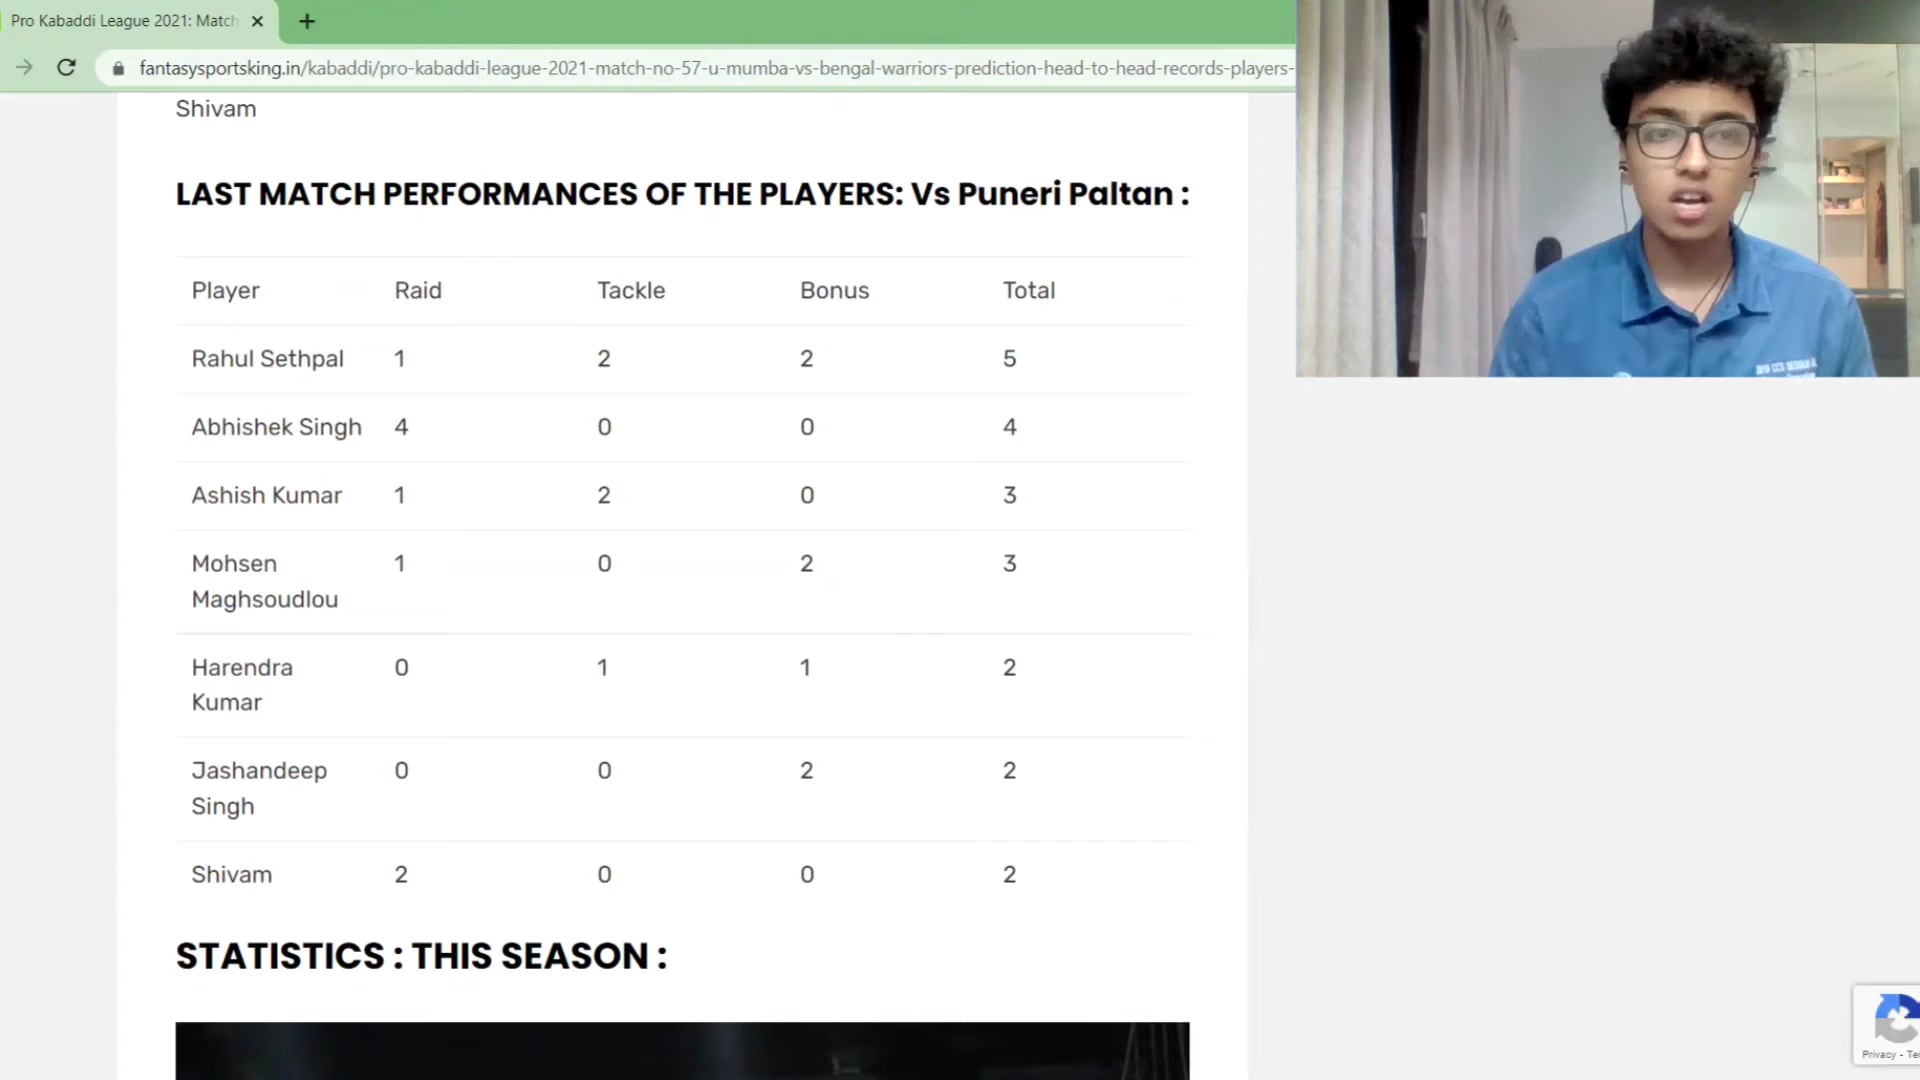 Pro Kabaddi League 2021: Match
fantasysportsking.in/kabaddi/pro-kabaddi-league-2021-match-no-57-u-mumba-vs-bengal-warriors-prediction-head-to-head-records-players-
Shivam
LAST MATCH PERFORMANCES OF THE PLAYERS: Vs Puneri Paltan :
Player Raid Tackle Bonus Total
Rahul Sethpal 1 2 2 5
Abhishek Singh 4 0 0 4
Ashish Kumar 1 2 0 3
Mohsen 1 0 2 3
Maghsoudlou
Harendra 0 1 1 2
Kumar
Jashandeep 0 0 2 2
Singh
Shivam 2 0 0 2
STATISTICS : THIS SEASON :
Privacy - Te